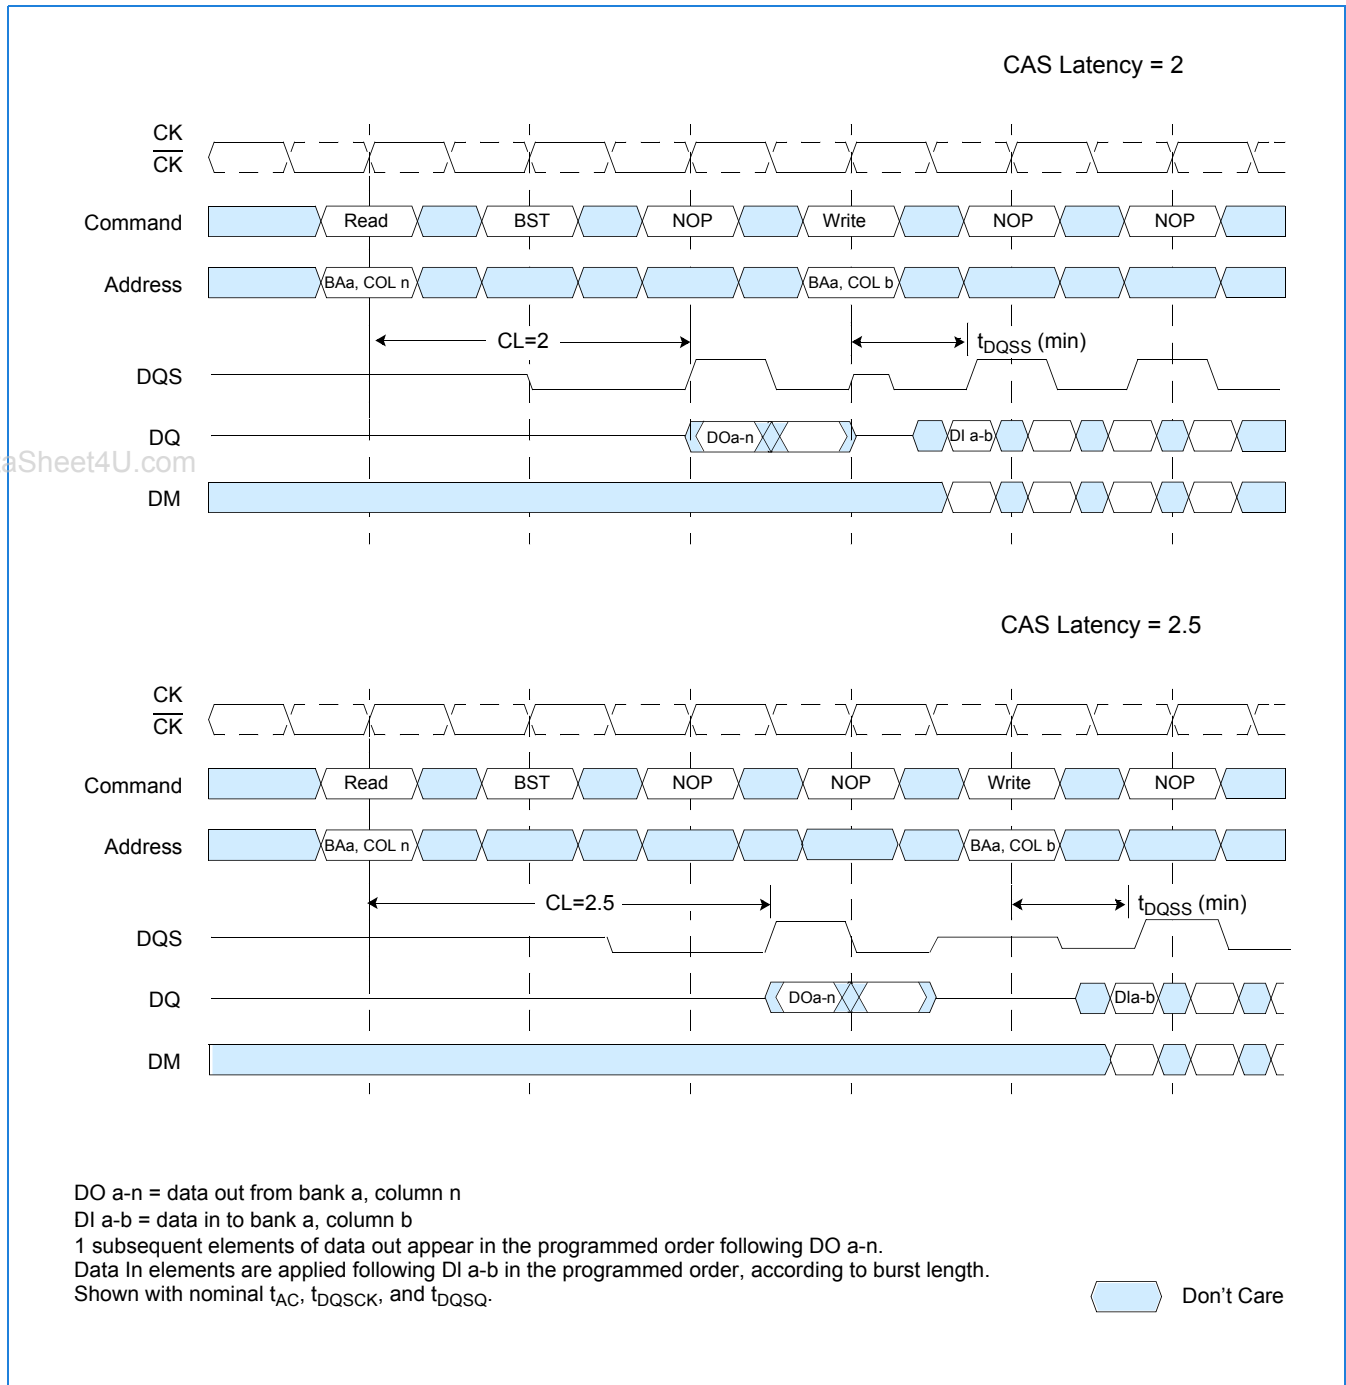 CAS Latency = 2
CK
CK
Command Read BST NOP Write NOP NOP
Address BAa, COL n BAa, COL b
CL=2 tDQSS (min)
DQS
DQ DOa-n DI a-b
aSheet4U.com
DM
CAS Latency = 2.5
CK
CK
Command Read BST NOP NOP Write NOP
Address BAa, COL n BAa, COL b
CL=2.5 tDQSS (min)
DQS
DQ DOa-n DIa-b
DM
DO a-n = data out from bank a, column n
DI a-b = data in to bank a, column b
1 subsequent elements of data out appear in the programmed order following DO a-n.
Data In elements are applied following DI a-b in the programmed order, according to burst length.
Shown with nominal tAC, tDQSCK, and tDQSQ.
Don't Care